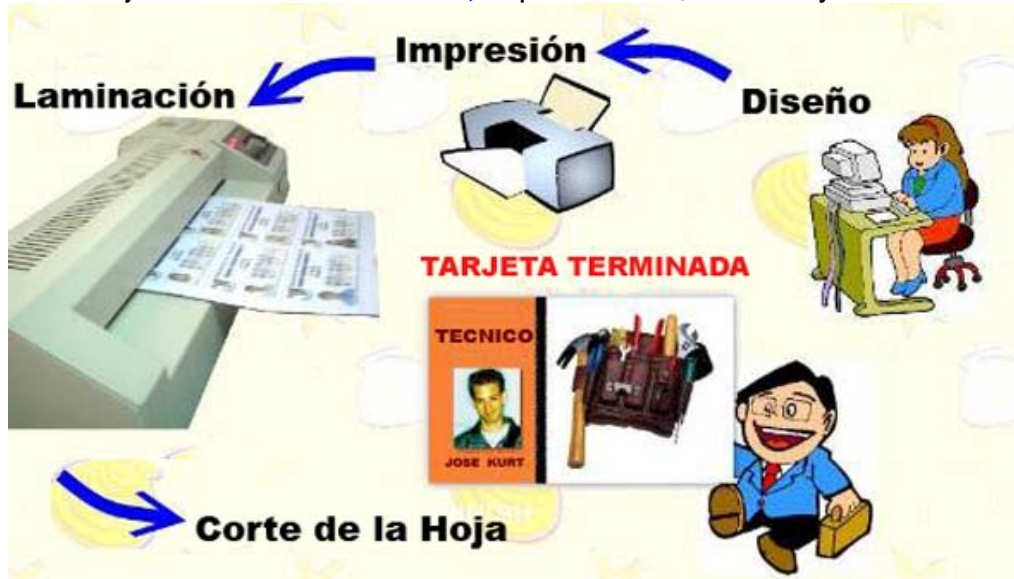 Impresión
Laminación
Diseño
TARJETA TERMINADA
TECNICO
JOSE KURT
Corte de la Hoja